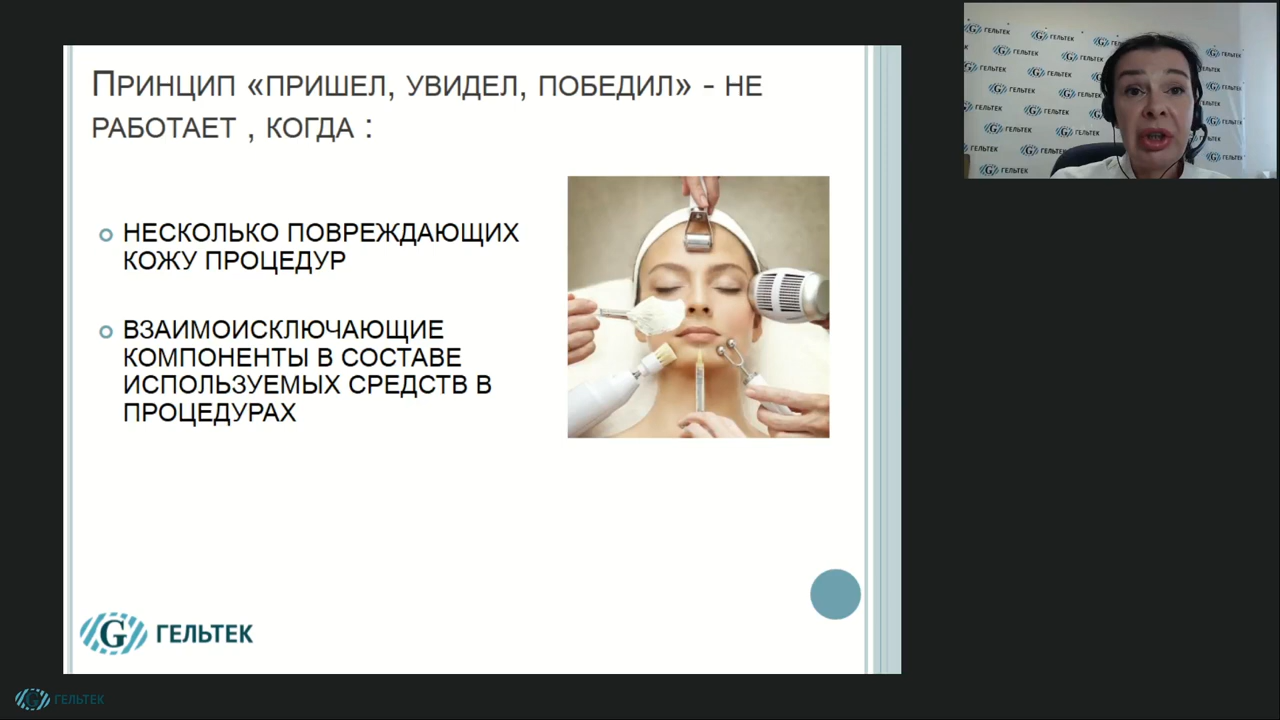 Принцип «пришел, увидел, победил» - не
работает , когда :
НЕСКОЛЬКО ПОВРЕЖДАЮЩИХ
КОЖУ ПРОЦЕДУР
ВЗАИМОИСКЛЮЧАЮЩИЕ
КОМПОНЕНТЫ В СОСТАВЕ
ИСПОЛЬЗУЕМЫХ СРЕДСТВ В
ПРОЦЕДУРАХ
G ГЕЛЬТЕК
G ГЕЛЬТЕК
ГЕЛЬТЕК